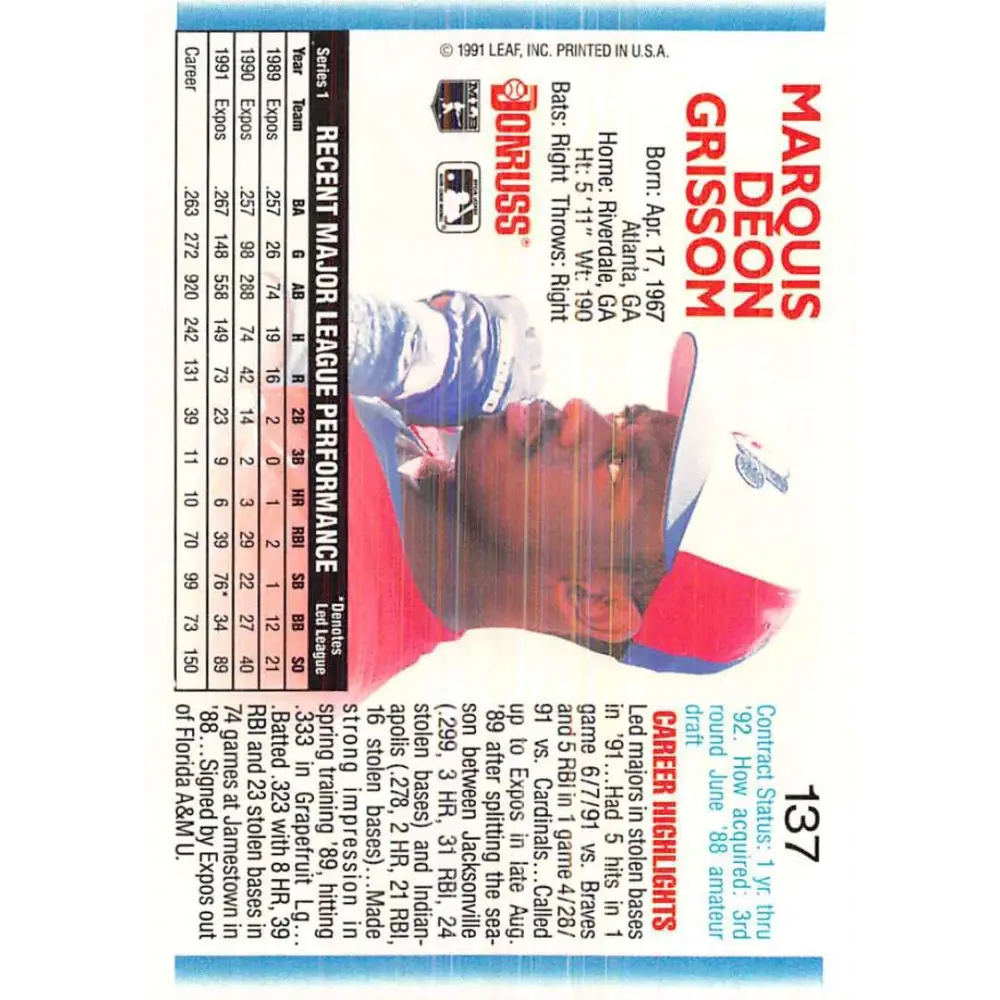 MARQUIS
DEON
GRISSOM
Born: Apr. 17, 1967
Atlanta, GA
Home: Riverdale, GA
Ht: 5'11" Wt: 190
Bats: Right Throws: Right
DONRUSS®
MLB
© 1991 LEAF, INC. PRINTED IN U.S.A.
137
Contract Status: 1 yr. thru
'92. How acquired: 3rd
round June '88 amateur
draft
CAREER HIGHLIGHTS
Led majors in stolen bases
in '91...Had 5 hits in 1
game 6/7/91 vs. Braves
and 5 RBI in 1 game 4/28/
91 vs. Cardinals...Called
up to Expos in late Aug.
'89 after splitting the sea-
son between Jacksonville
(.299, 3 HR, 31 RBI, 24
stolen bases) and Indian-
apolis (.278, 2 HR, 21 RBI,
16 stolen bases)...Made
strong impression in
spring training '89, hitting
.333 in Grapefruit Lg...
.Batted .323 with 8 HR, 39
RBI and 23 stolen bases in
74 games at Jamestown in
'88...Signed by Expos out
of Florida A&M U.
Series 1 RECENT MAJOR LEAGUE PERFORMANCE *Denotes Led League
Year Team BA G AB H R 2B 3B HR RBI SB BB SO
1989 Expos .257 26 74 19 16 2 0 1 2 1 12 21
1990 Expos .257 98 288 74 42 14 2 3 29 22 27 40
1991 Expos .267 148 558 149 73 23 9 6 39 76* 34 89
Career .263 272 920 242 131 39 11 10 70 99 73 150